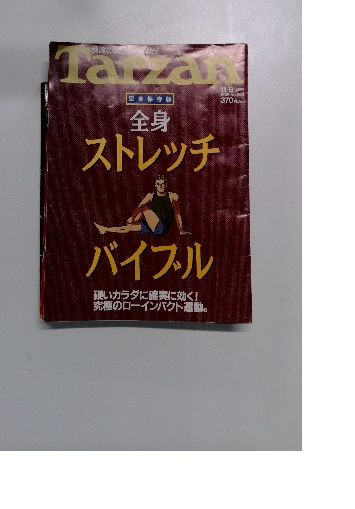 Tarzan
370
完全保存版
全身
ストレッチ
バイブル
硬いカラダに確実に効く!
究極のローインパクト運動。